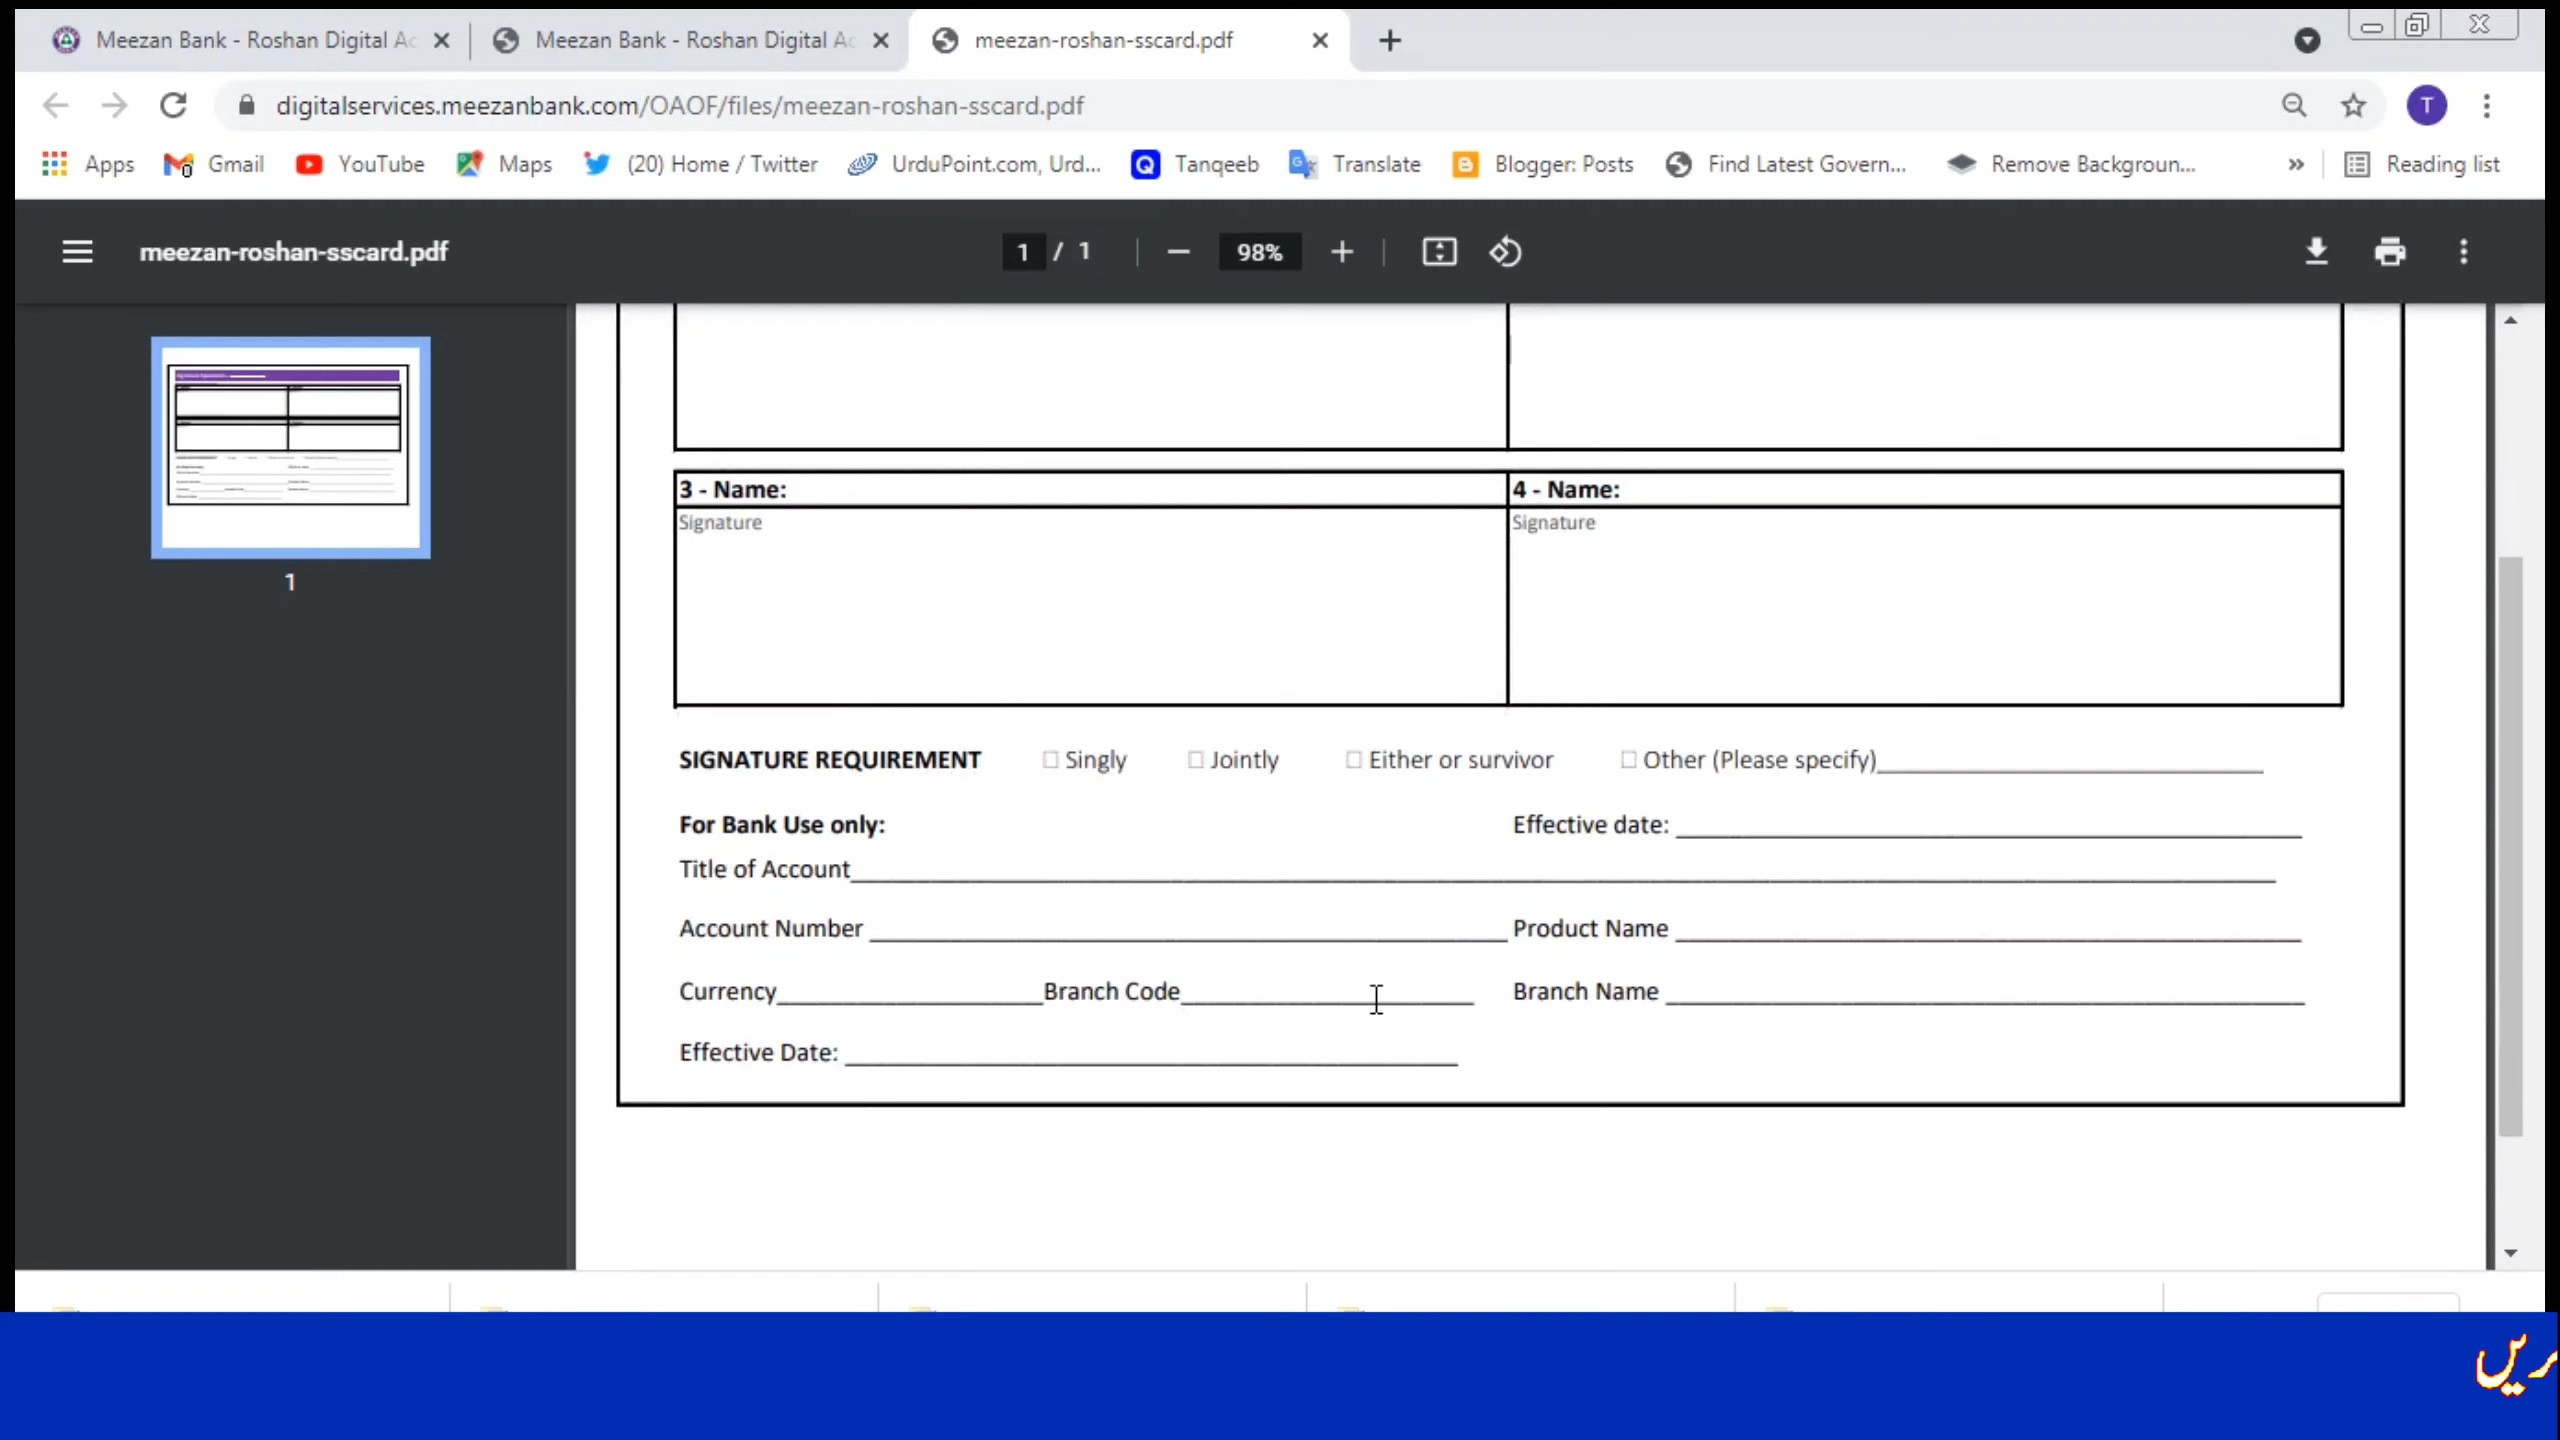 Meezan Bank - Roshan Digital Ac
Meezan Bank - Roshan Digital Ac
meezan-roshan-sscard.pdf
digitalservices.meezanbank.com/OAOF/files/meezan-roshan-sscard.pdf
T
Apps
Gmail
YouTube
Maps
(20) Home / Twitter
UrduPoint.com, Urd...
Tanqeeb
Translate
Blogger: Posts
Find Latest Govern...
Remove Backgroun...
»
Reading list
meezan-roshan-sscard.pdf
1 / 1
98%
1
3 - Name:
4 - Name:
Signature
Signature
SIGNATURE REQUIREMENT ☐ Singly ☐ Jointly ☐ Either or survivor ☐ Other (Please specify)
For Bank Use only: Effective date:
Title of Account
Account Number Product Name
Currency Branch Code Branch Name
Effective Date: